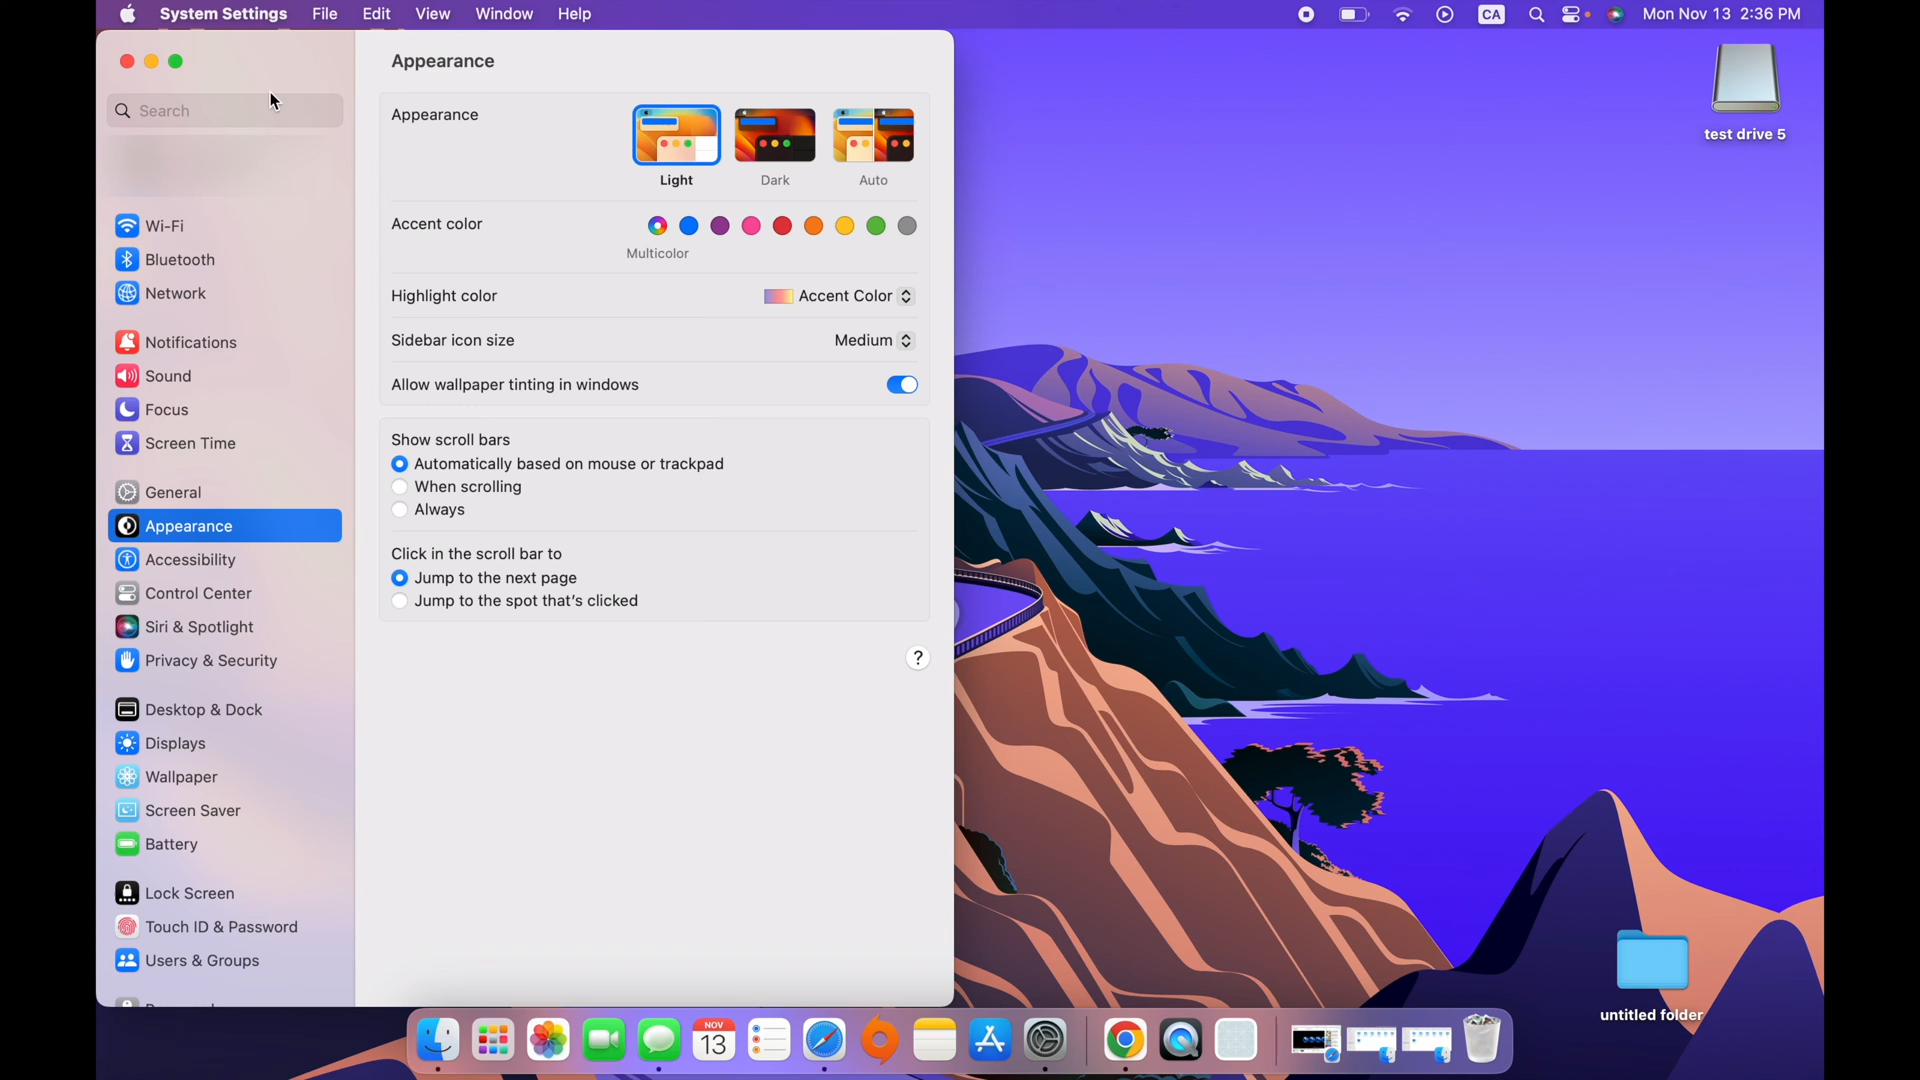 System Settings File Edit View Window Help CA Mon Nov 13 2:36 PM
Search
Wi-Fi
Bluetooth
Network
Notifications
Sound
Focus
Screen Time
General
Appearance
Accessibility
Control Center
Siri & Spotlight
Privacy & Security
Desktop & Dock
Displays
Wallpaper
Screen Saver
Battery
Lock Screen
Touch ID & Password
Users & Groups
Appearance
Appearance
Light Dark Auto
Accent color
Multicolor
Highlight color Accent Color
Sidebar icon size Medium
Allow wallpaper tinting in windows
Show scroll bars
Automatically based on mouse or trackpad
When scrolling
Always
Click in the scroll bar to
Jump to the next page
Jump to the spot that's clicked
?
test drive 5
untitled folder
NOV
13